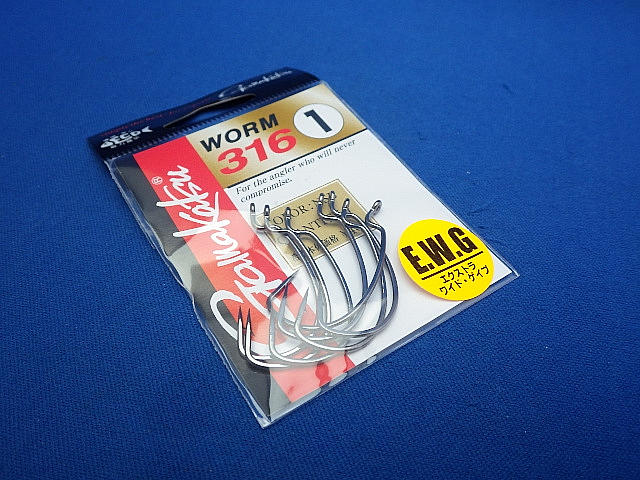 WORM
316
1
For the angler who will never
compromise.
Gamakatsu®
E.W.G
エクストラ
ワイド・ゲイプ